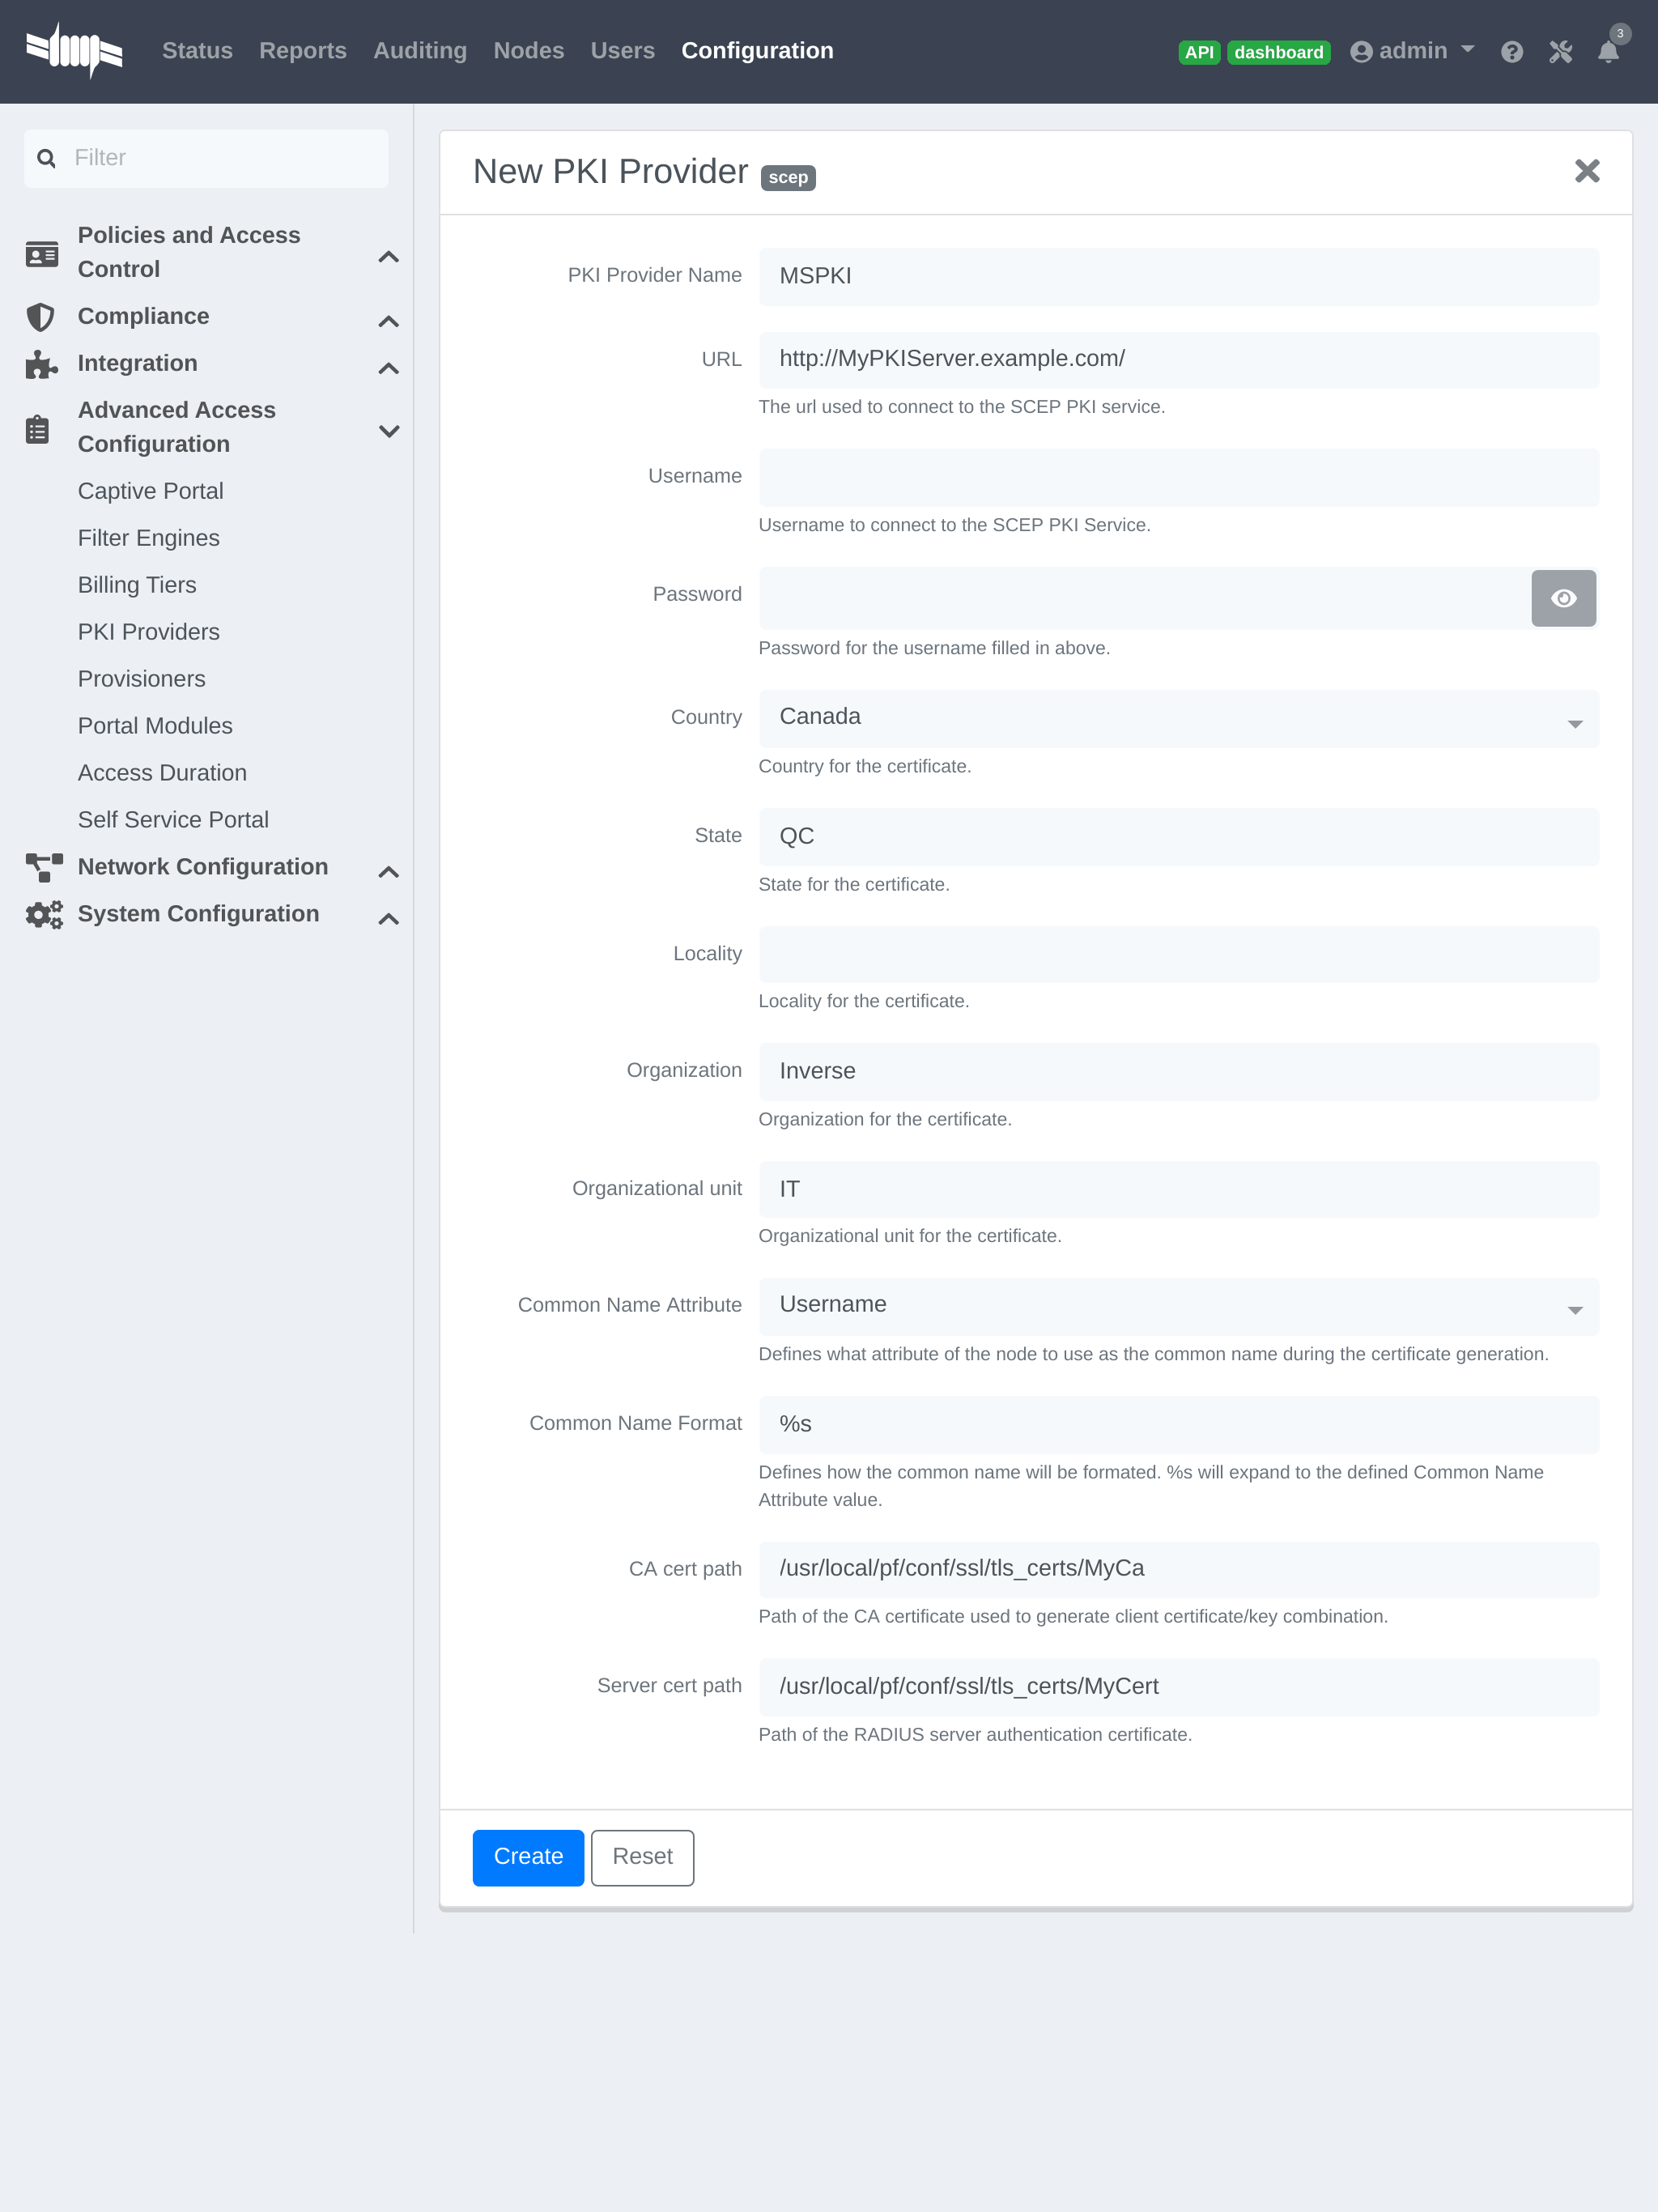 Status Reports Auditing Nodes Users Configuration API dashboard admin 3
Filter
Policies and Access
Control
Compliance
Integration
Advanced Access
Configuration
Captive Portal
Filter Engines
Billing Tiers
PKI Providers
Provisioners
Portal Modules
Access Duration
Self Service Portal
Network Configuration
System Configuration
New PKI Provider scep
PKI Provider Name MSPKI
URL http://MyPKIServer.example.com/
The url used to connect to the SCEP PKI service.
Username
Username to connect to the SCEP PKI Service.
Password
Password for the username filled in above.
Country Canada
Country for the certificate.
State QC
State for the certificate.
Locality
Locality for the certificate.
Organization Inverse
Organization for the certificate.
Organizational unit IT
Organizational unit for the certificate.
Common Name Attribute Username
Defines what attribute of the node to use as the common name during the certificate generation.
Common Name Format %s
Defines how the common name will be formated. %s will expand to the defined Common Name
Attribute value.
CA cert path /usr/local/pf/conf/ssl/tls_certs/MyCa
Path of the CA certificate used to generate client certificate/key combination.
Server cert path /usr/local/pf/conf/ssl/tls_certs/MyCert
Path of the RADIUS server authentication certificate.
Create Reset